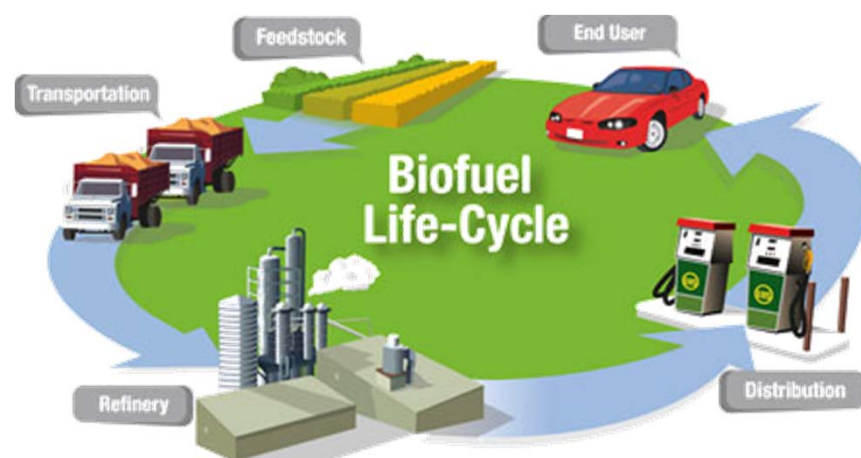 Feedstock
End User
Transportation
Biofuel
Life-Cycle
Refinery
Distribution